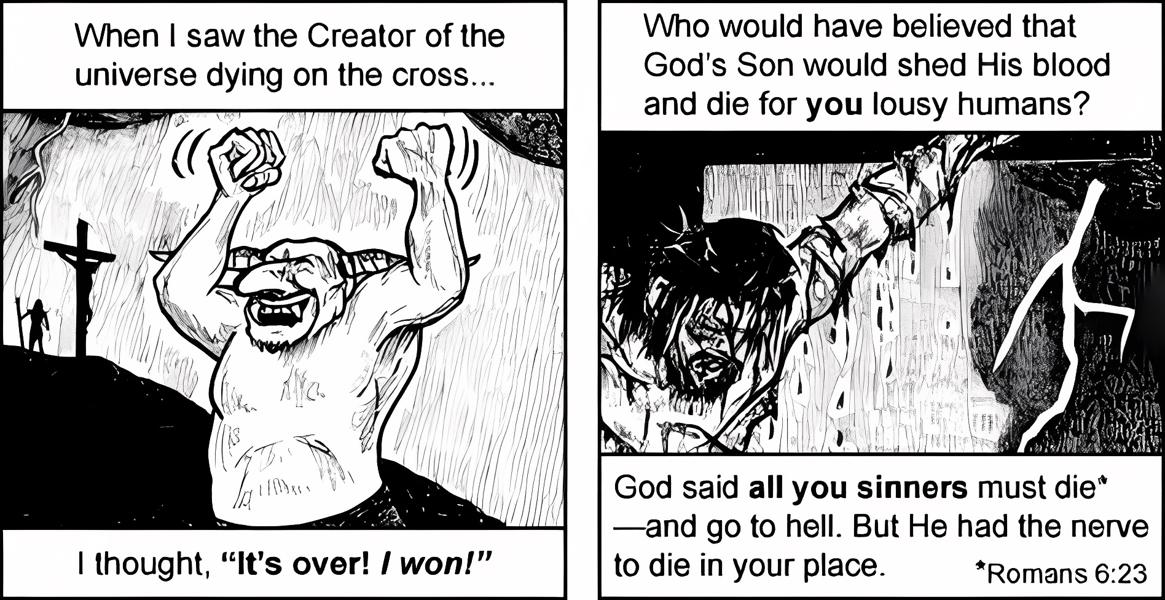 When I saw the Creator of the
universe dying on the cross...
I thought, “It’s over! I won!”
Who would have believed that
God’s Son would shed His blood
and die for you lousy humans?
God said all you sinners must die*
—and go to hell. But He had the nerve
to die in your place.
*Romans 6:23